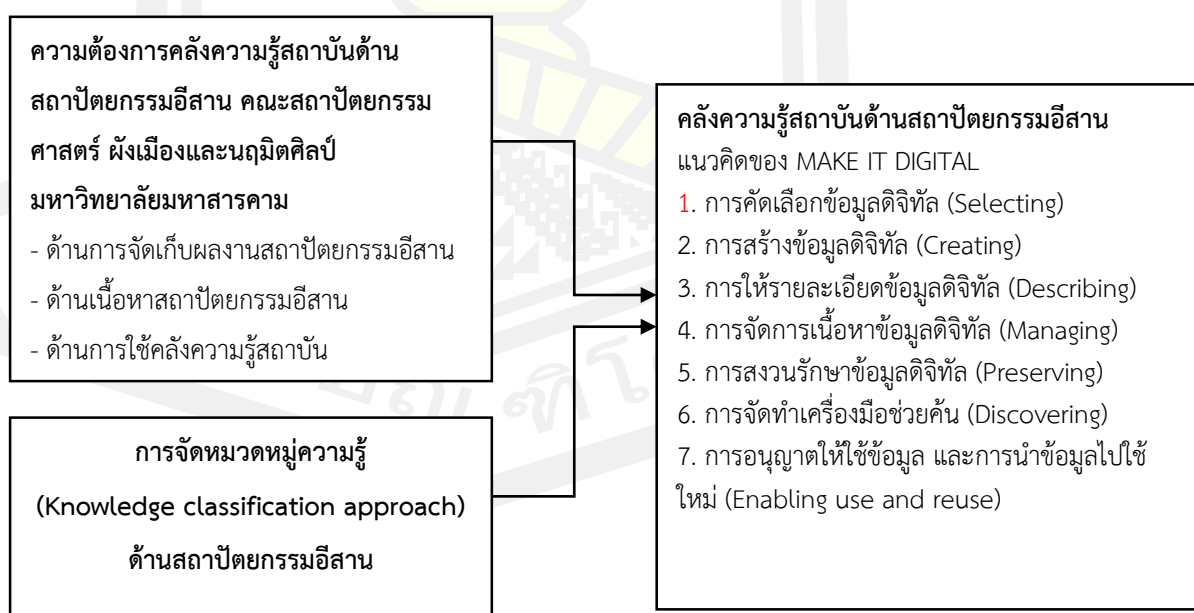 ความต้องการคลังความรู้สถาบันด้าน
สถาปัตยกรรมอีสาน คณะสถาปัตยกรรม
ศาสตร์ ผังเมืองและนฤมิตศิลป์
มหาวิทยาลัยมหาสารคาม
- ด้านการจัดเก็บผลงานสถาปัตยกรรมอีสาน
- ด้านเนื้อหาสถาปัตยกรรมอีสาน
- ด้านการใช้คลังความรู้สถาบัน
การจัดหมวดหมู่ความรู้
(Knowledge classification approach)
ด้านสถาปัตยกรรมอีสาน
คลังความรู้สถาบันด้านสถาปัตยกรรมอีสาน
แนวคิดของ MAKE IT DIGITAL
1. การคัดเลือกข้อมูลดิจิทัล (Selecting)
2. การสร้างข้อมูลดิจิทัล (Creating)
3. การให้รายละเอียดข้อมูลดิจิทัล (Describing)
4. การจัดการเนื้อหาข้อมูลดิจิทัล (Managing)
5. การสงวนรักษาข้อมูลดิจิทัล (Preserving)
6. การจัดทำเครื่องมือช่วยค้น (Discovering)
7. การอนุญาตให้ใช้ข้อมูล และการนำข้อมูลไปใช้
ใหม่ (Enabling use and reuse)